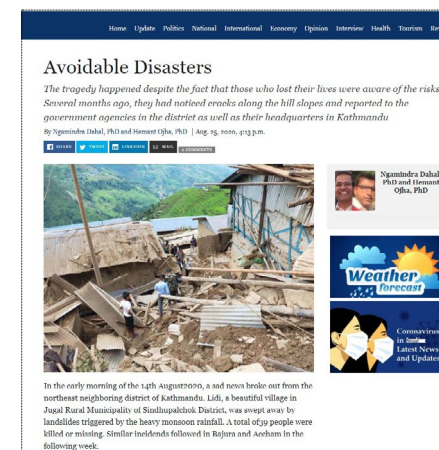 Home Update Politics National International Economy Opinion Interview Health Tourism Re
Avoidable Disasters
The tragedy happened despite the fact that those who lost their lives were aware of the risks
Several months ago, they had noticed cracks along the hill slopes and reported to the
government agencies in the district as well as their headquarters in Kathmandu
By Ngamindra Dahal, PhD and Hemant Ojha, PhD | Aug. 25, 2020, 4:13 p.m.
SHARE TWEET LINKEDIN MAIL COMMENTS
Ngamindra Dahal
PhD and Hemant
Ojha, PhD
Weather
forecast
Coronavirus
in
Latest News
and Updates
In the early morning of the 14th August2020, a sad news broke out from the
northeast neighboring district of Kathmandu. Lidi, a beautiful village in
Jugal Rural Municipality of Sindhupalchok District, was swept away by
landslides triggered by the heavy monsoon rainfall. A total of39 people were
killed or missing. Similar incidends followed in Bajura and Accham in the
following week.